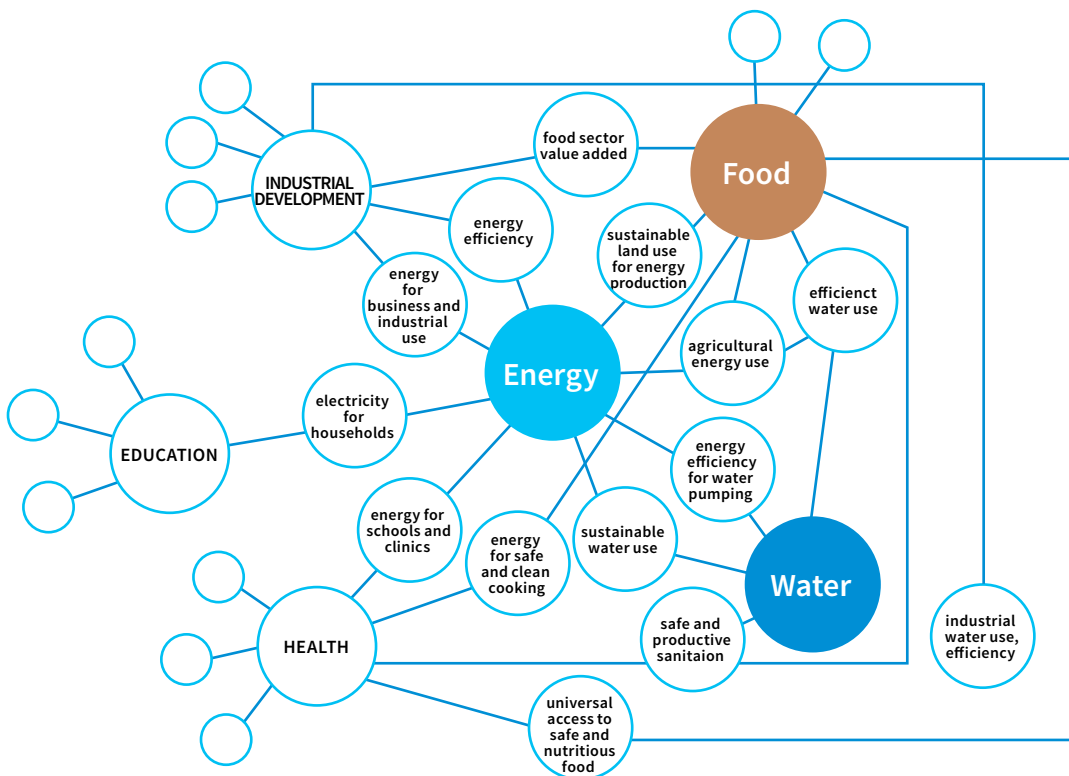 food sector
value added
Food
INDUSTRIAL
DEVELOPMENT
energy
efficiency
sustainable
land use
for energy
production
energy
for
business and
industrial
use
efficienct
water use
agricultural
energy use
Energy
electricity
for
households
EDUCATION
energy
efficiency
for water
pumping
energy for
schools and
clinics
energy
for safe
and clean
cooking
sustainable
water use
Water
safe and
productive
sanitaion
industrial
water use,
efficiency
HEALTH
universal
access to
safe and
nutritious
food